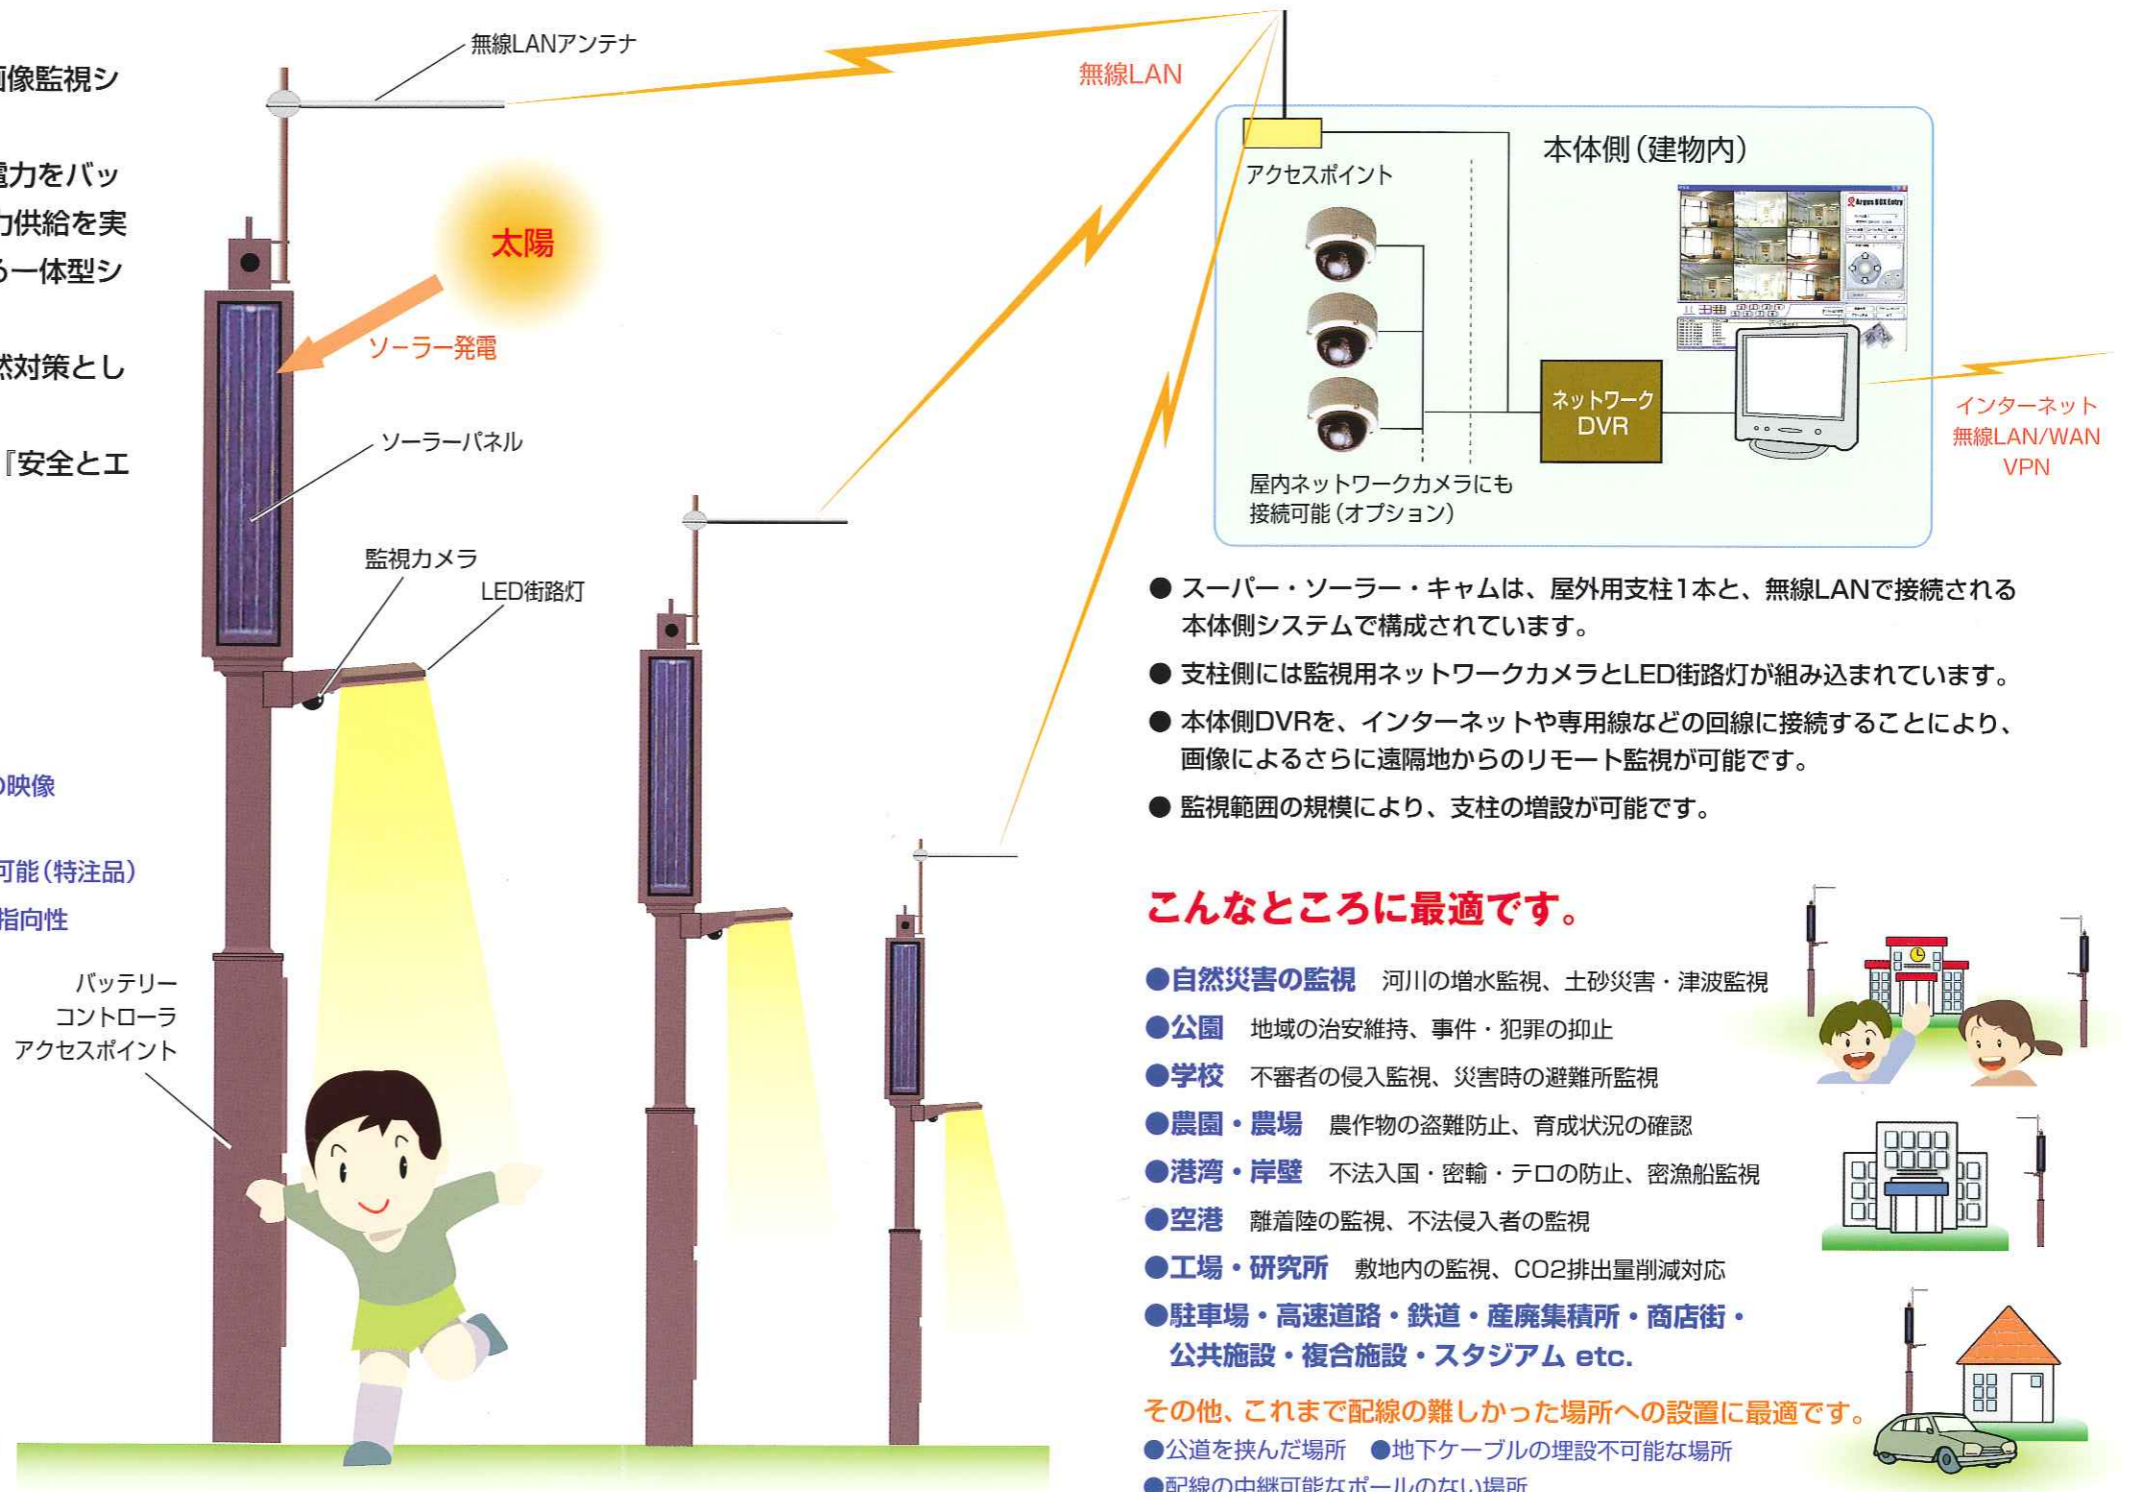 画像監視シ
電力をバッ
力供給を実
る一体型シ
然対策とし
『安全とエ
の映像
可能（特注品）
指向性
無線LANアンテナ
太陽
ソーラー発電
ソーラーパネル
監視カメラ
LED街路灯
バッテリー
コントローラ
アクセスポイント
無線LAN
本体側（建物内）
アクセスポイント
Argus BOX Entry
ネットワーク
DVR
屋内ネットワークカメラにも
接続可能（オプション）
インターネット
無線LAN/WAN
VPN
● スーパー・ソーラー・キャムは、屋外用支柱1本と、無線LANで接続される
本体側システムで構成されています。
● 支柱側には監視用ネットワークカメラとLED街路灯が組み込まれています。
● 本体側DVRを、インターネットや専用線などの回線に接続することにより、
画像によるさらに遠隔地からのリモート監視が可能です。
● 監視範囲の規模により、支柱の増設が可能です。
こんなところに最適です。
●自然災害の監視 河川の増水監視、土砂災害・津波監視
●公園 地域の治安維持、事件・犯罪の抑止
●学校 不審者の侵入監視、災害時の避難所監視
●農園・農場 農作物の盗難防止、育成状況の確認
●港湾・岸壁 不法入国・密輸・テロの防止、密漁船監視
●空港 離着陸の監視、不法侵入者の監視
●工場・研究所 敷地内の監視、CO2排出量削減対応
●駐車場・高速道路・鉄道・産廃集積所・商店街・
公共施設・複合施設・スタジアム etc.
その他、これまで配線の難しかった場所への設置に最適です。
●公道を挟んだ場所 ●地下ケーブルの埋設不可能な場所
●配線の中継可能なポールのない場所